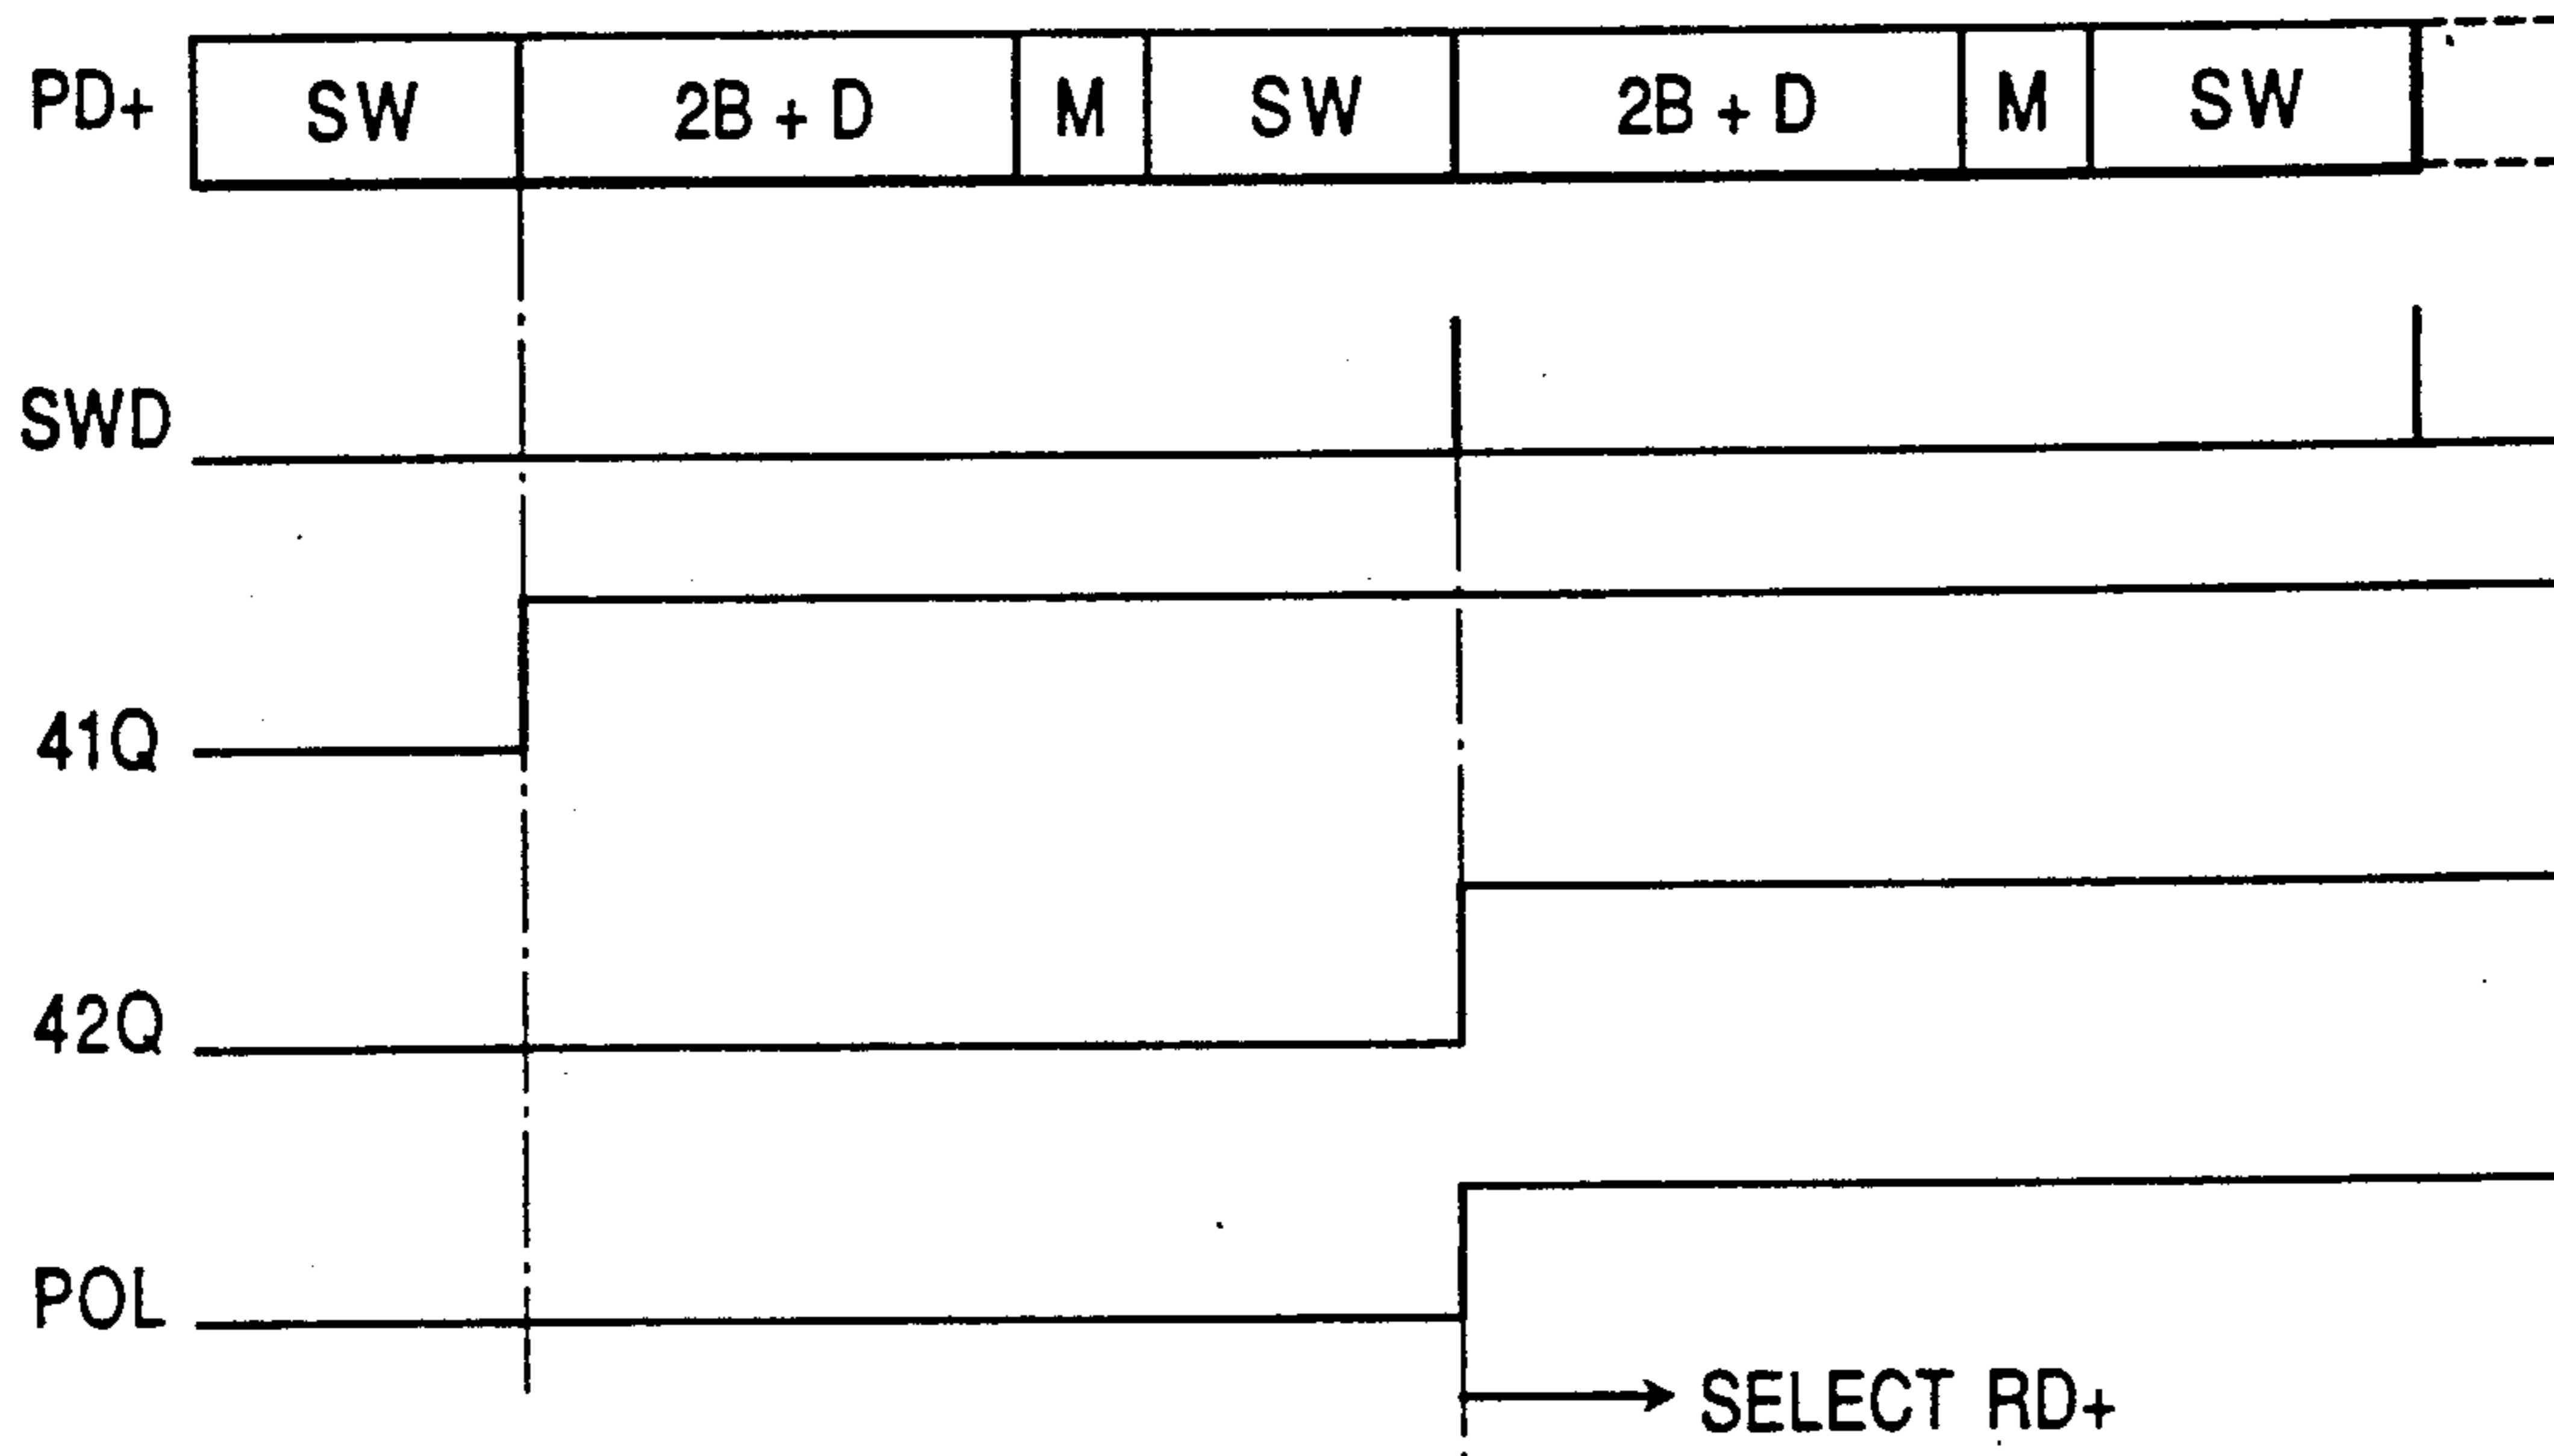 PD+ SW 2B + D M SW 2B + D M SW
SWD
41Q
42Q
POL
SELECT RD+